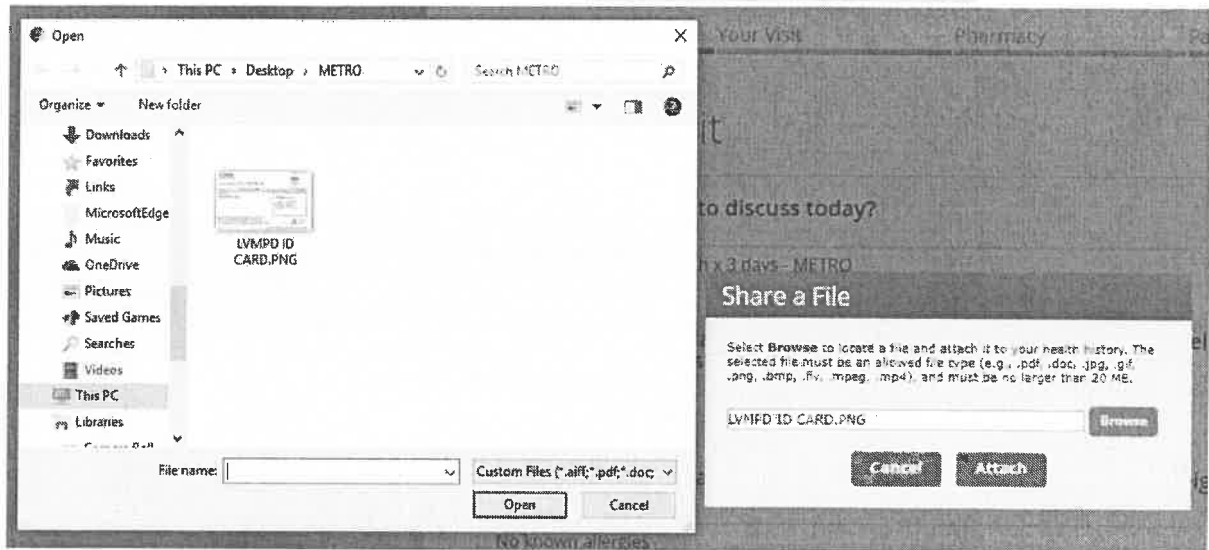 Open
Your Visit
Pharmacy
Pa
This PC › Desktop › METRO
Search METRO
it
Organize
New folder
Downloads
Favorites
Links
MicrosoftEdge
Music
OneDrive
Pictures
Saved Games
Searches
Videos
This PC
Libraries
LVMPD ID
CARD.PNG
to discuss today?
h x 3 days - METRO
Share a File
Select Browse to locate a file and attach it to your health history. The
selected file must be an allowed file type (e.g., .pdf, .doc, .jpg, .gif,
.png, .bmp, .flv, .mpeg, .mp4), and must be no larger than 20 MB.
LVMPD ID CARD.PNG
Browse
Cancel
Attach
File name:
Custom Files (*.aiff;*.pdf;*.doc;
Open
Cancel
No known allergies